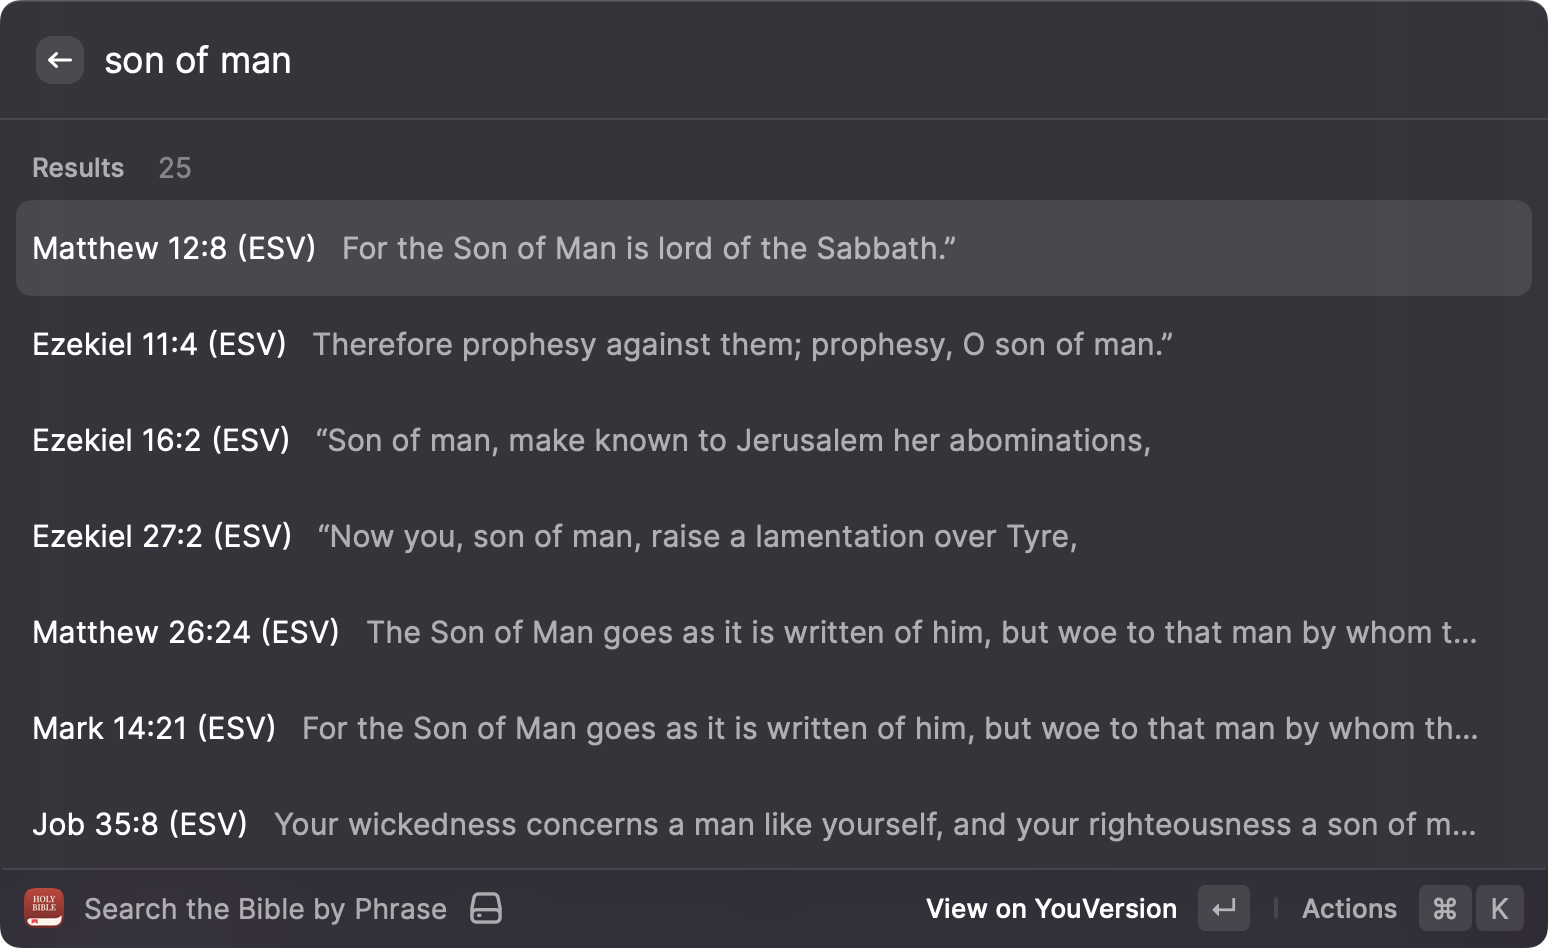 son of man
Results 25
Matthew 12:8 (ESV) For the Son of Man is lord of the Sabbath.”
Ezekiel 11:4 (ESV) Therefore prophesy against them; prophesy, O son of man.”
Ezekiel 16:2 (ESV) “Son of man, make known to Jerusalem her abominations,
Ezekiel 27:2 (ESV) “Now you, son of man, raise a lamentation over Tyre,
Matthew 26:24 (ESV) The Son of Man goes as it is written of him, but woe to that man by whom t...
Mark 14:21 (ESV) For the Son of Man goes as it is written of him, but woe to that man by whom th...
Job 35:8 (ESV) Your wickedness concerns a man like yourself, and your righteousness a son of m...
HOLY
BIBLE
Search the Bible by Phrase View on YouVersion ↵ Actions ⌘ K